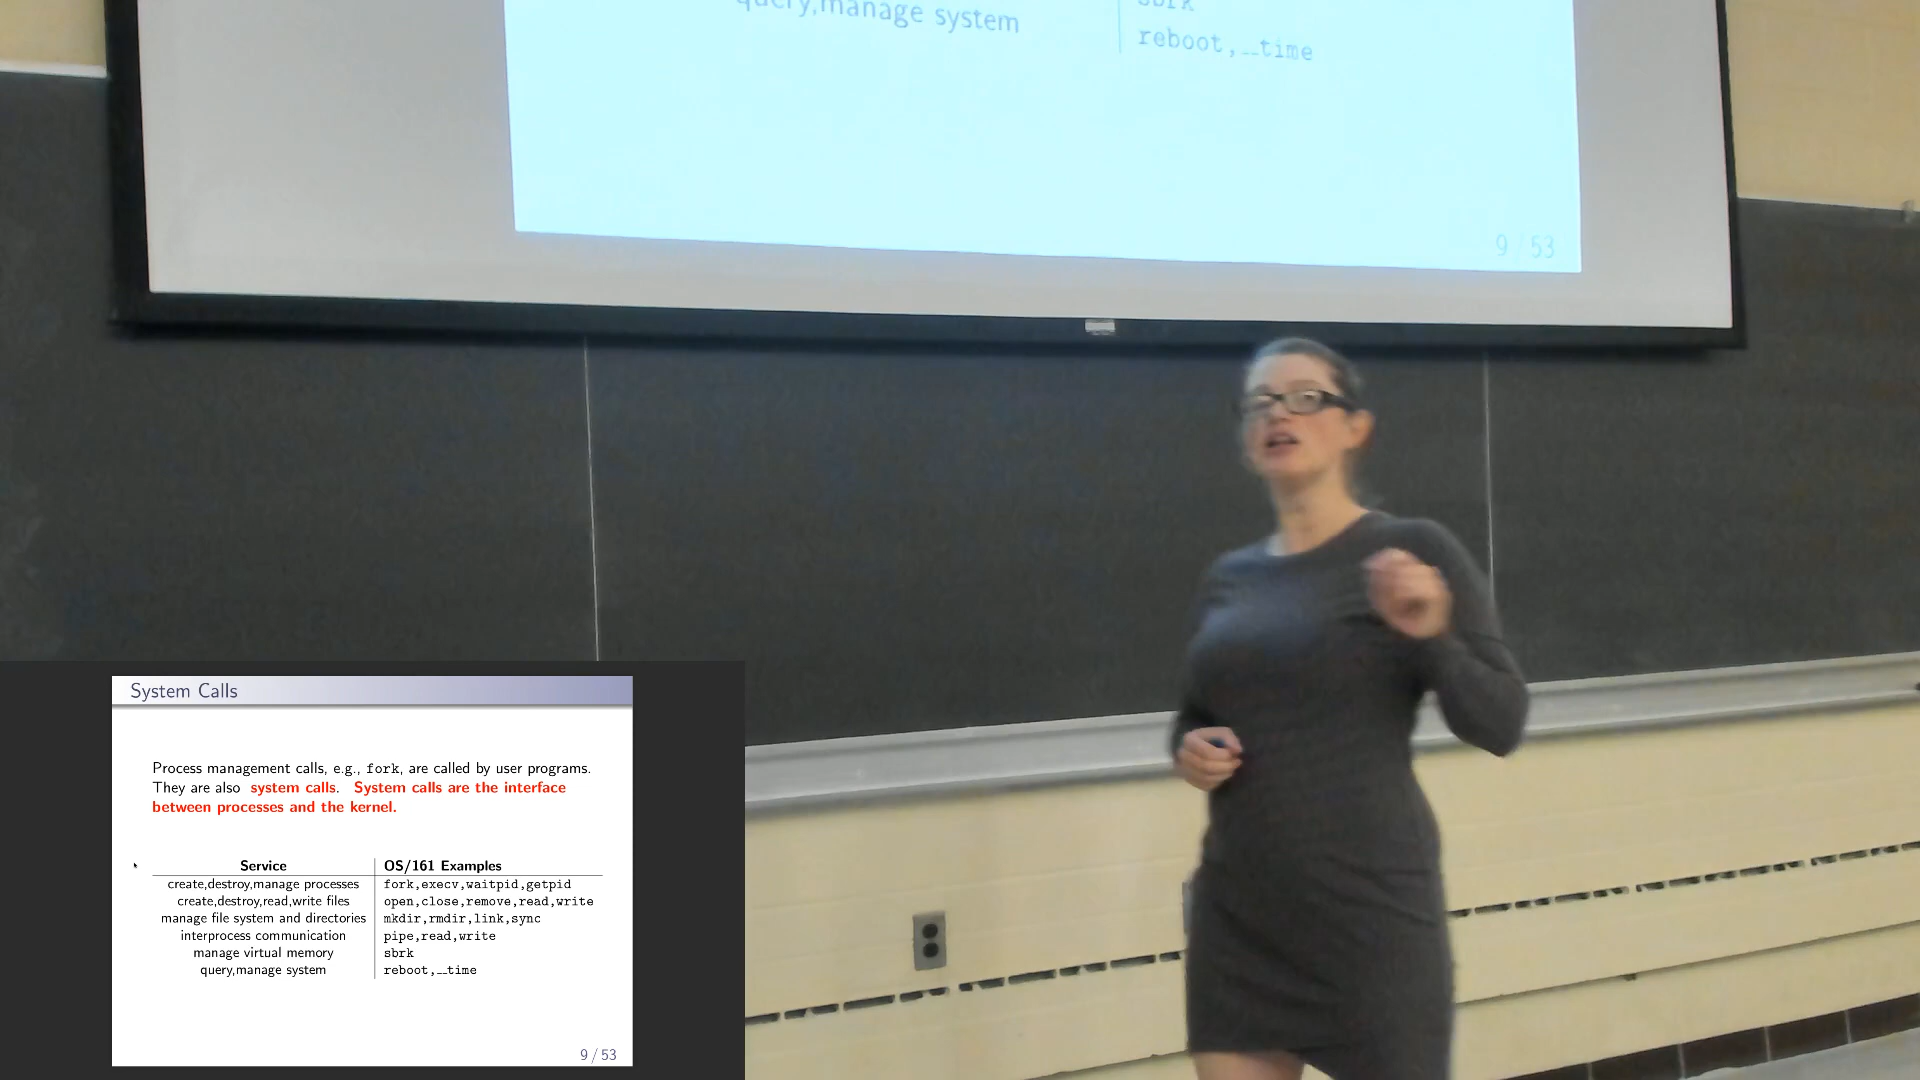 query,manage system
sbrk
reboot,__time
9 / 53
System Calls
Process management calls, e.g., fork, are called by user programs.
They are also system calls. System calls are the interface
between processes and the kernel.
Service OS/161 Examples
create,destroy,manage processes fork,execv,waitpid,getpid
create,destroy,read,write files open,close,remove,read,write
manage file system and directories mkdir,rmdir,link,sync
interprocess communication pipe,read,write
manage virtual memory sbrk
query,manage system reboot,__time
9 / 53